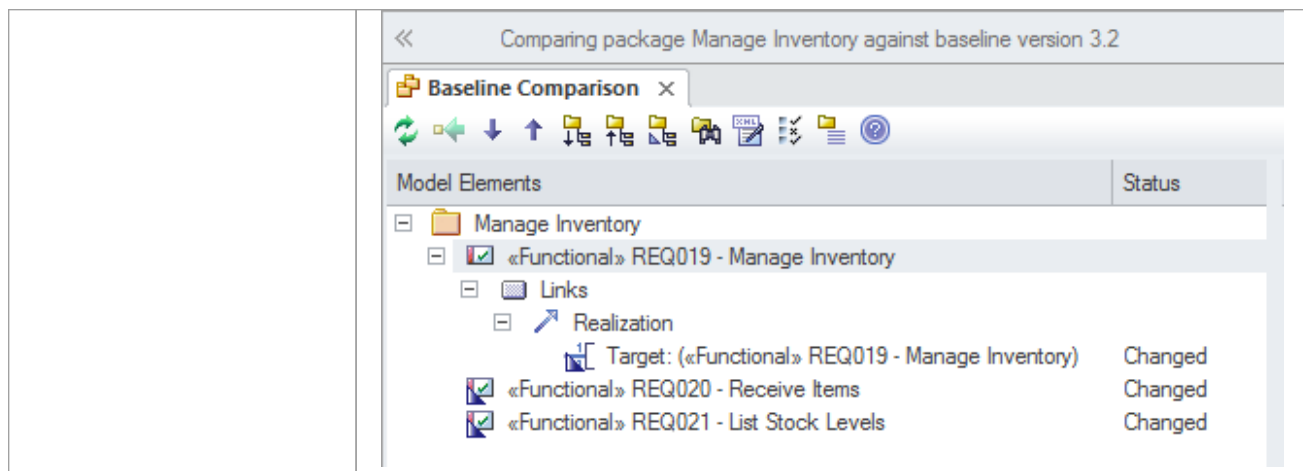 Comparing package Manage Inventory against baseline version 3.2
Baseline Comparison
Model Elements Status
Manage Inventory
«Functional» REQ019 - Manage Inventory
Links
Realization
Target: («Functional» REQ019 - Manage Inventory) Changed
«Functional» REQ020 - Receive Items Changed
«Functional» REQ021 - List Stock Levels Changed